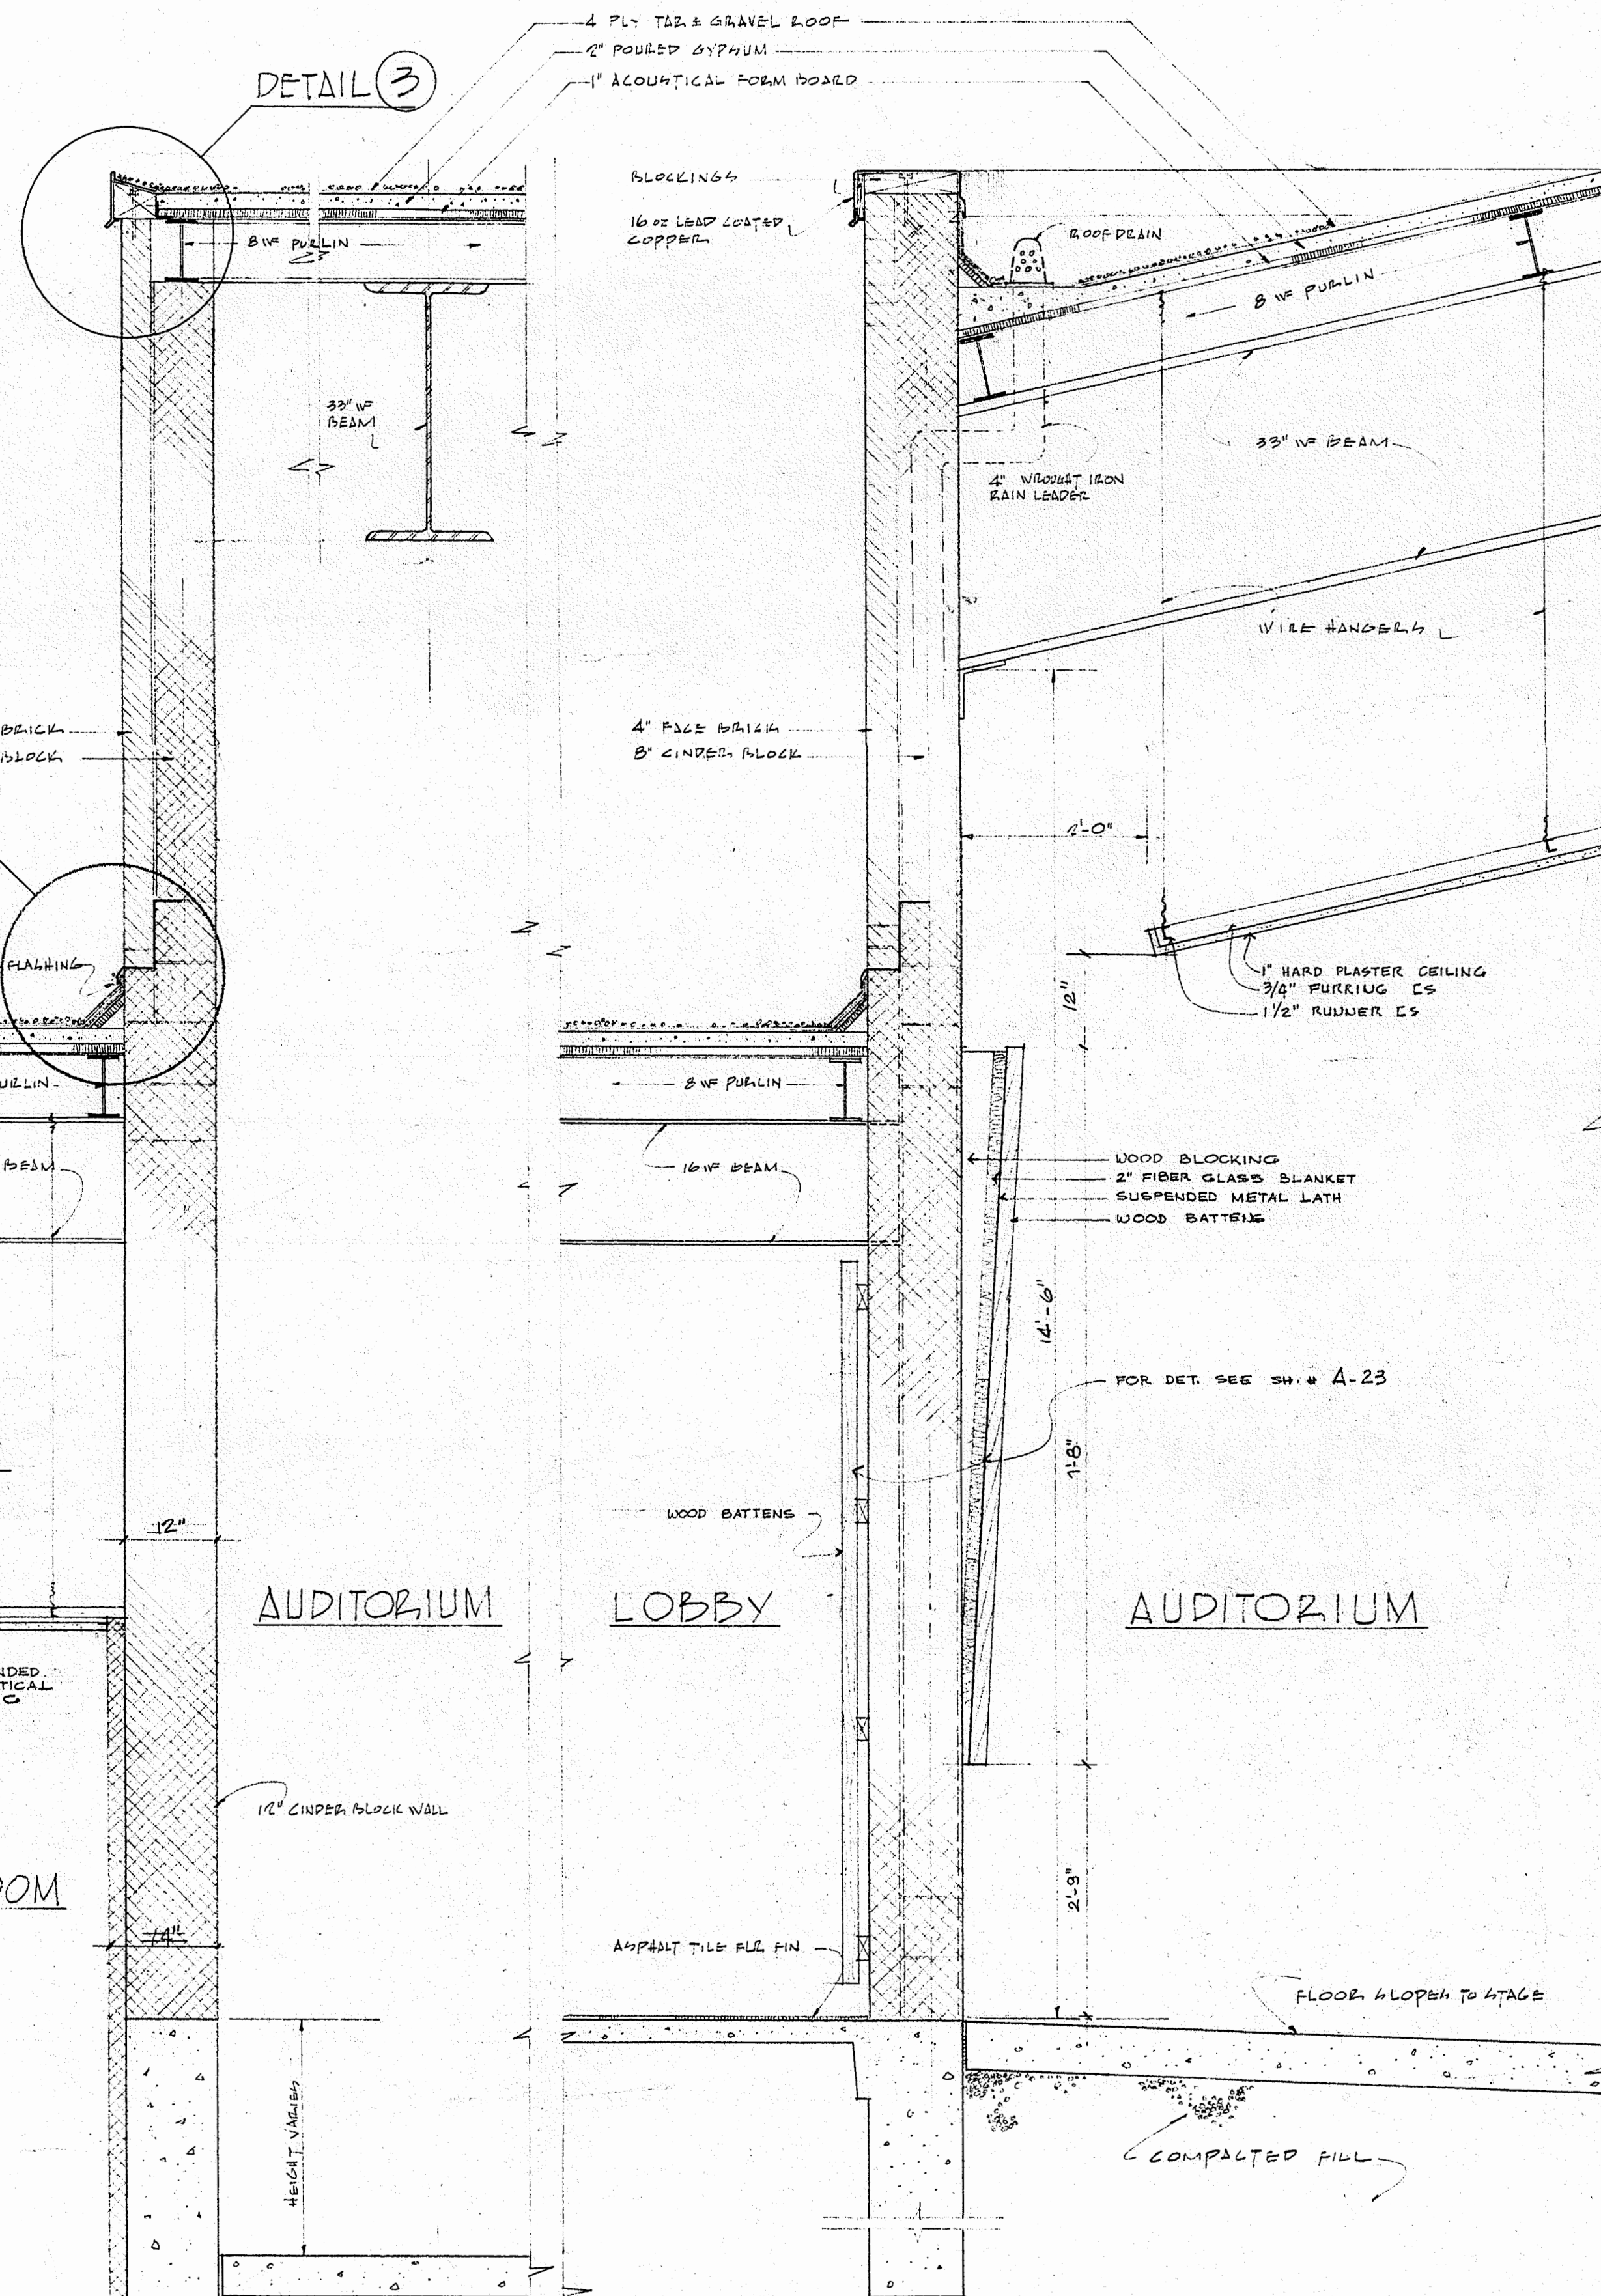 4 PLY TAR & GRAVEL ROOF
2" POURED GYPSUM
1" ACOUSTICAL FORM BOARD
DETAIL 3
BLOCKINGS
16 OZ LEAD COATED
COPPER
ROOF DRAIN
8 WF PURLIN
8 WF PURLIN
33" WF
BEAM
33" WF BEAM
4" WROUGHT IRON
RAIN LEADER
WIRE HANGERS
BRICK
BLOCK
4" FACE BRICK
8" CINDER BLOCK
2'-0"
FLASHING
1" HARD PLASTER CEILING
3/4" FURRING CS
1 1/2" RUNNER CS
12"
URLIN
8 WF PURLIN
BEAM
16 WF BEAM
WOOD BLOCKING
2" FIBER GLASS BLANKET
SUSPENDED METAL LATH
WOOD BATTENS
14'-6"
FOR DET. SEE SH. # A-23
WOOD BATTENS
12"
AUDITORIUM
LOBBY
AUDITORIUM
NDED
TICAL
G
12" CINDER BLOCK WALL
OOM
2'-9"
ASPHALT TILE FLR FIN.
FLOOR SLOPES TO STAGE
HEIGHT VARIES
COMPACTED FILL